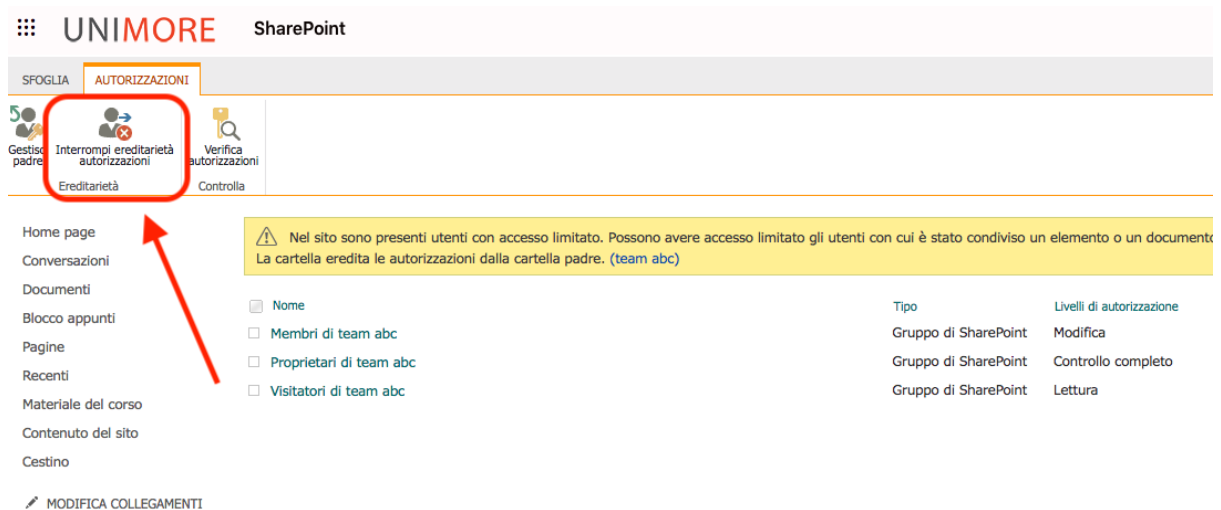 UNIMORE SharePoint
SFOGLIA AUTORIZZAZIONI
Gestisc Interrompi ereditarietà Verifica
padre autorizzazioni autorizzazioni
Ereditarietà Controlla
Home page
Conversazioni
Documenti
Blocco appunti
Pagine
Recenti
Materiale del corso
Contenuto del sito
Cestino
MODIFICA COLLEGAMENTI
Nel sito sono presenti utenti con accesso limitato. Possono avere accesso limitato gli utenti con cui è stato condiviso un elemento o un documento
La cartella eredita le autorizzazioni dalla cartella padre. (team abc)
Nome Tipo Livelli di autorizzazione
Membri di team abc Gruppo di SharePoint Modifica
Proprietari di team abc Gruppo di SharePoint Controllo completo
Visitatori di team abc Gruppo di SharePoint Lettura